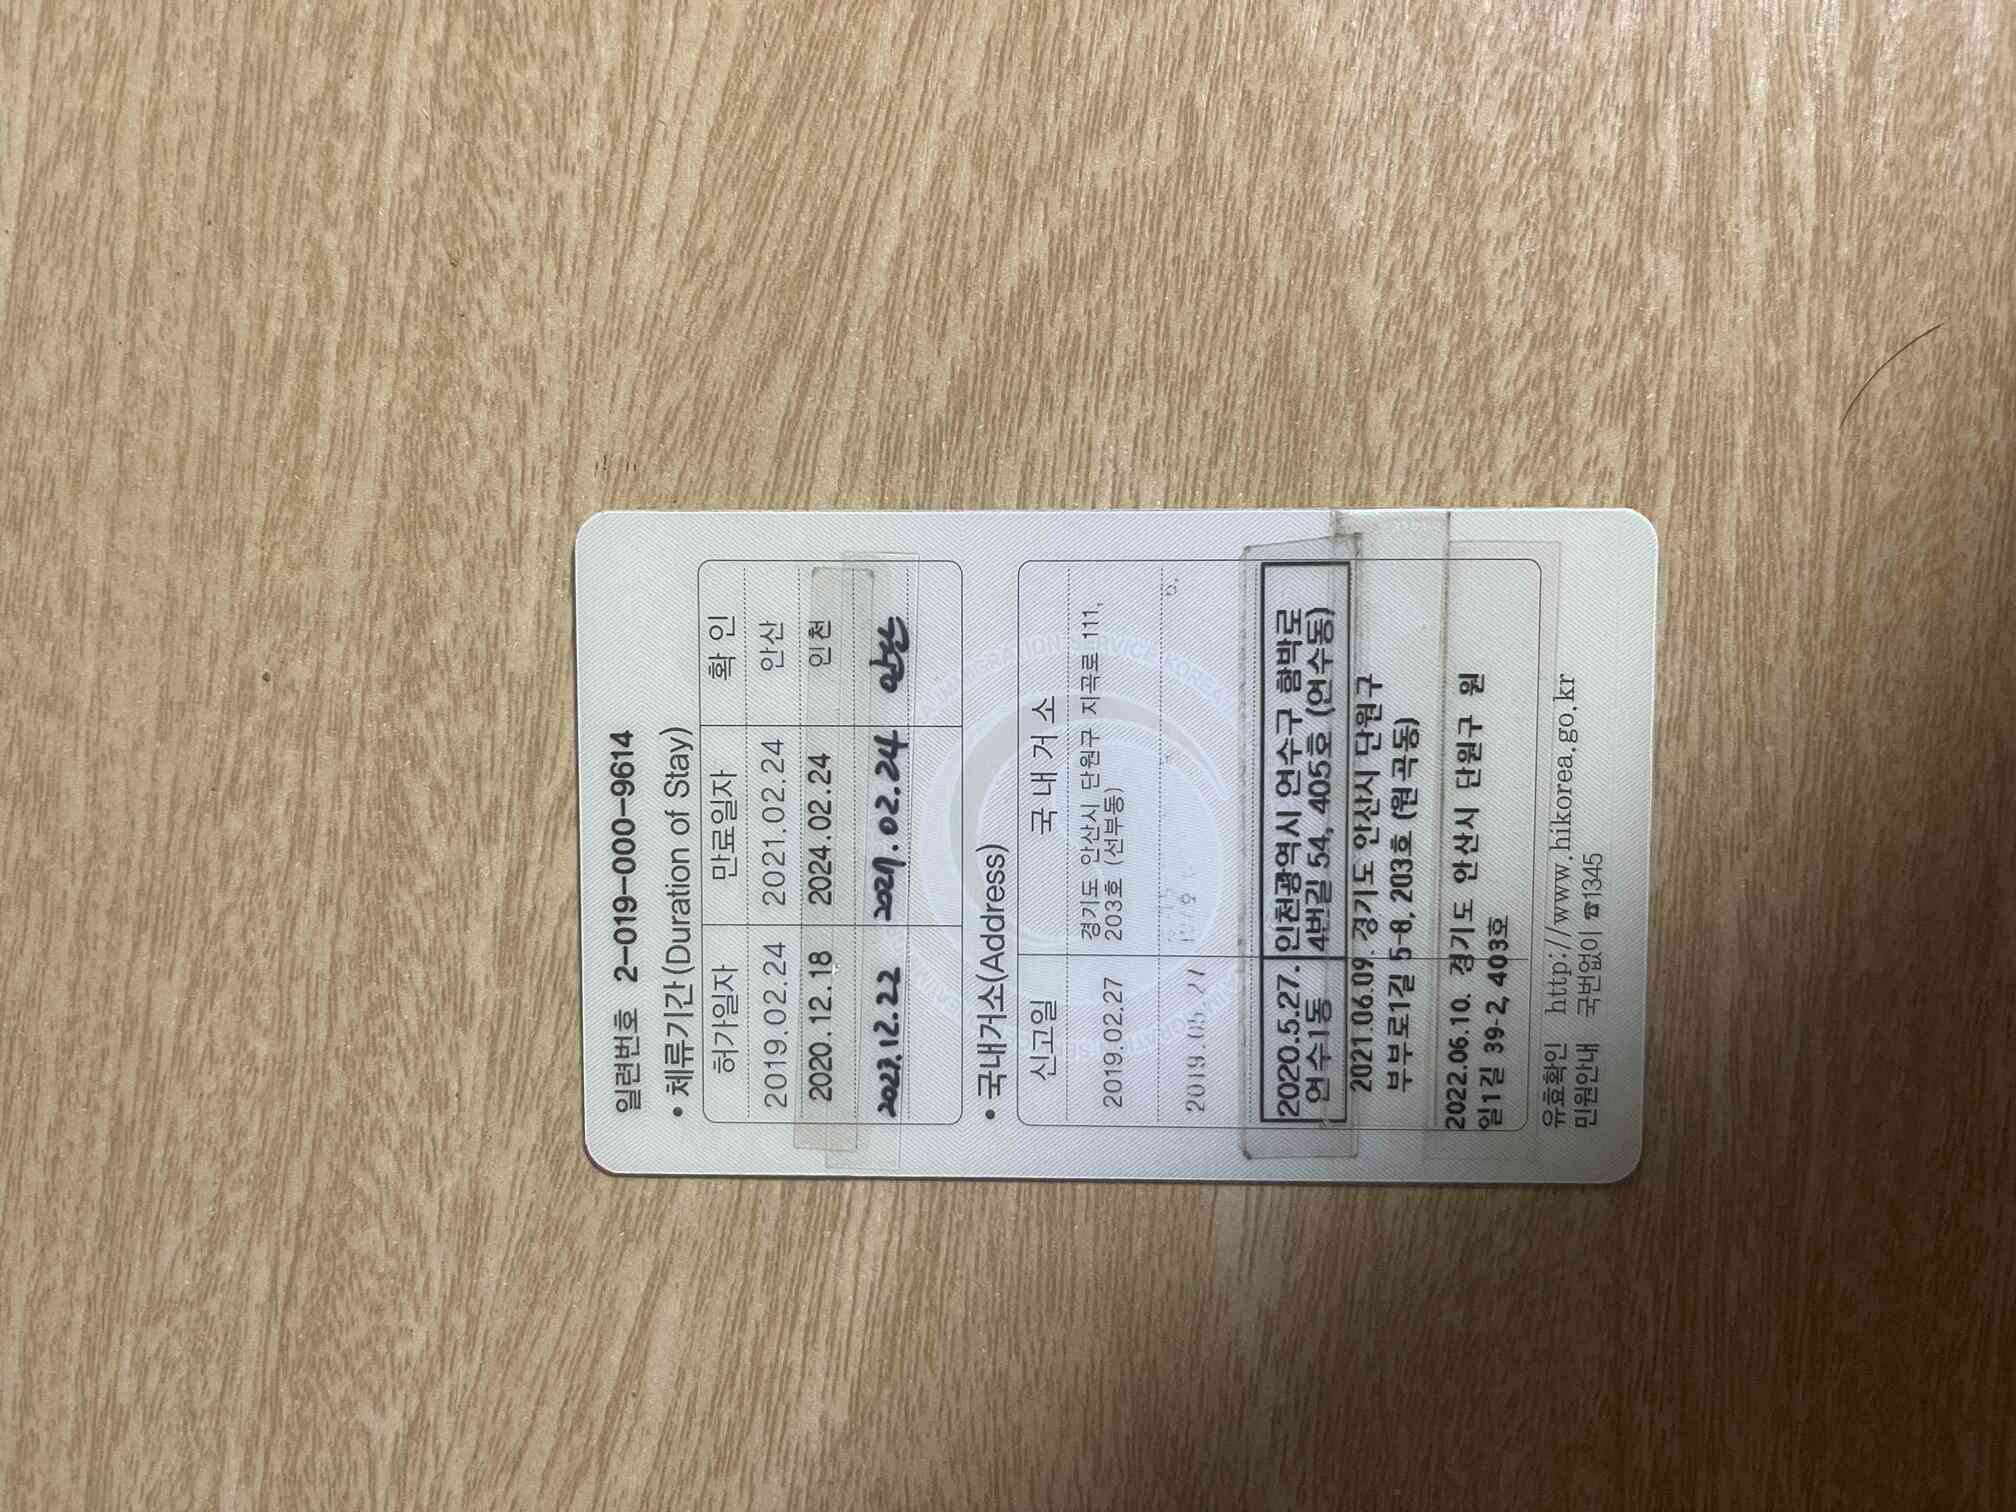 일련번호 2-019-000-9614
• 체류기간(Duration of Stay)
허가일자 만료일자 확 인
2019.02.24 2021.02.24 안산
2020.12.18 2024.02.24 인천
2023.12.22 2027.02.24 안산
• 국내거소(Address)
신고일 국 내 거 소
2019.02.27 경기도 안산시 단원구 지곡로 111,
203호 (선부동)
2019.05.
2020.5.27. 인천광역시 연수구 함박로
연수1동 4번길 54, 405호 (연수동)
2021.06.09. 경기도 안산시 단원구
부부로1길 5-8, 203호 (원곡동)
2022.06.10. 경기도 안산시 단원구 원
일1길 39-2, 403호
유효확인 http://www.hikorea.go.kr
민원안내 국번없이 ☎1345